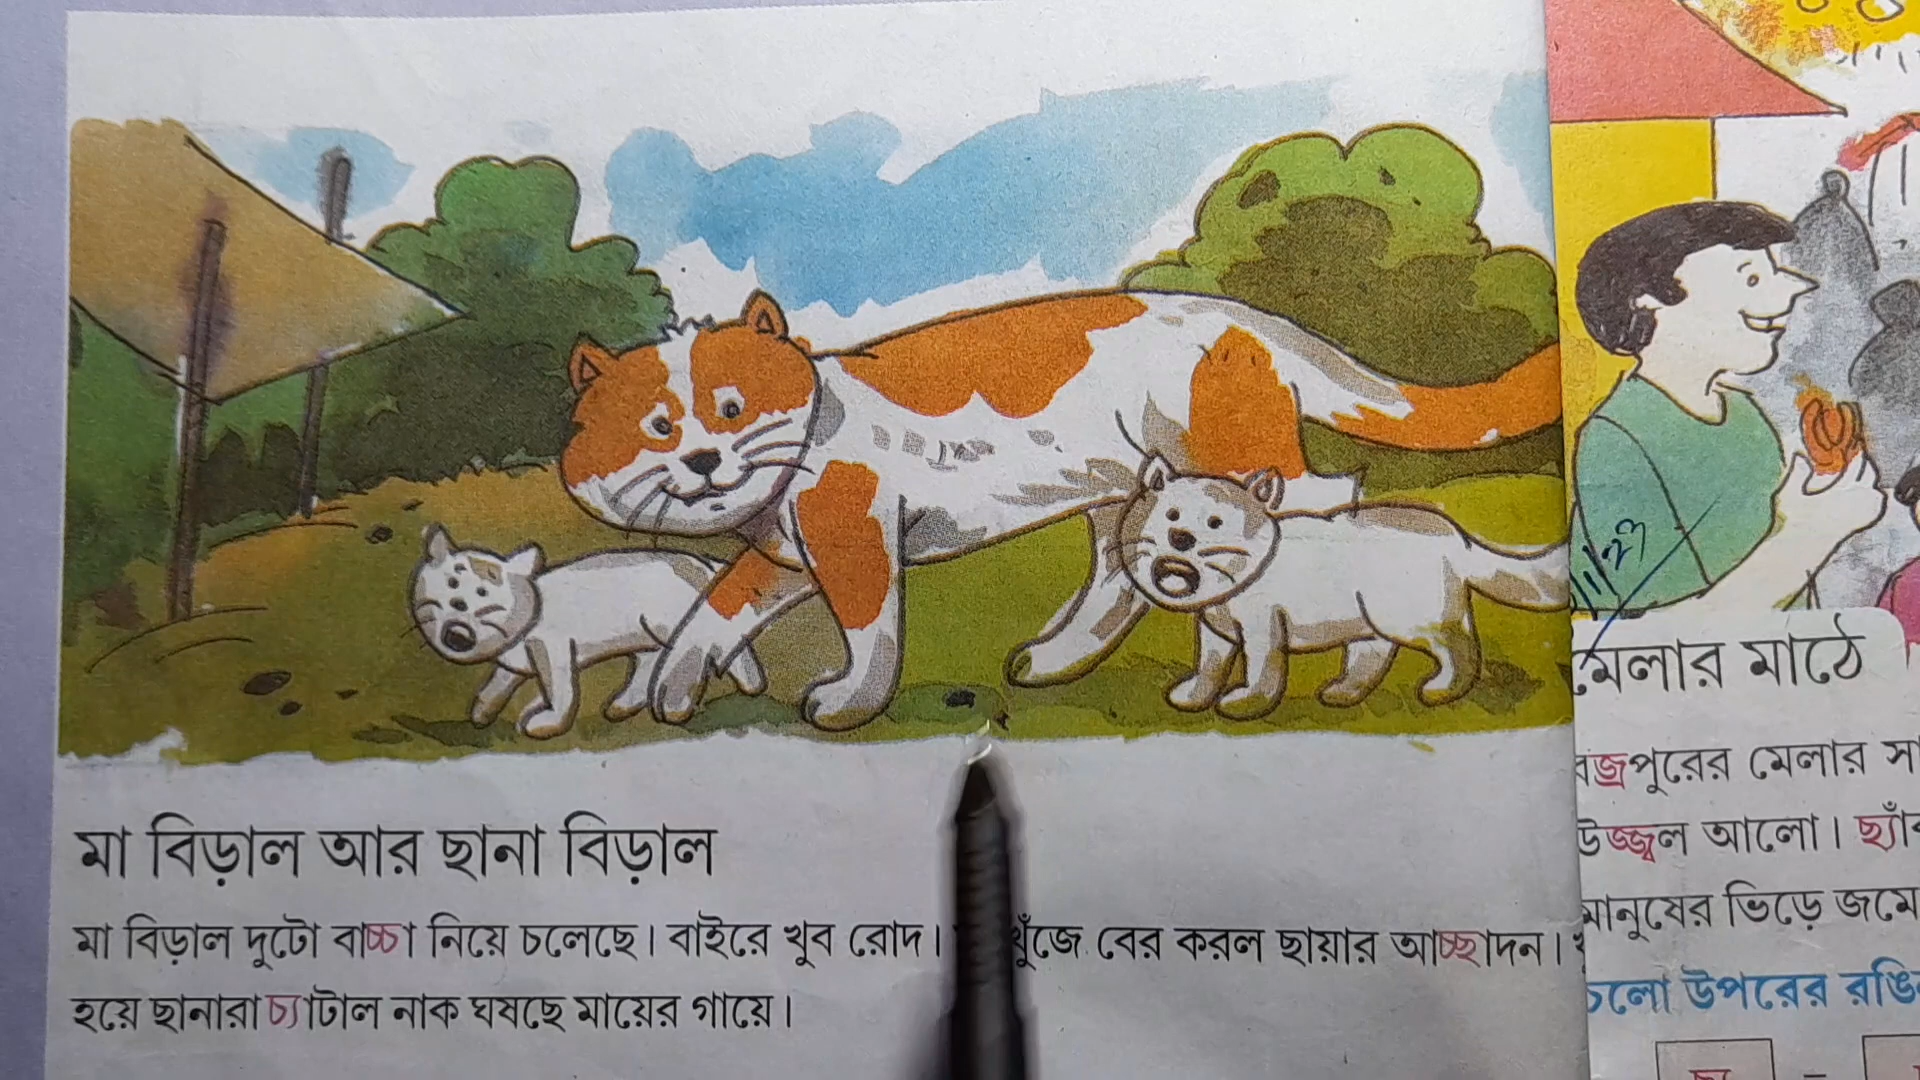 মা বিড়াল আর ছানা বিড়াল
মা বিড়াল দুটো বাচ্চা নিয়ে চলেছে। বাইরে খুব রোদ। খুঁজে বের করল ছায়ার আচ্ছাদন।
হয়ে ছানারা চ্যাটাল নাক ঘষছে মায়ের গায়ে।
মেলার মাঠে
মেলার
উজ্জ্বল আলো।
মানুষের ভিড়ে
চলো উপরের